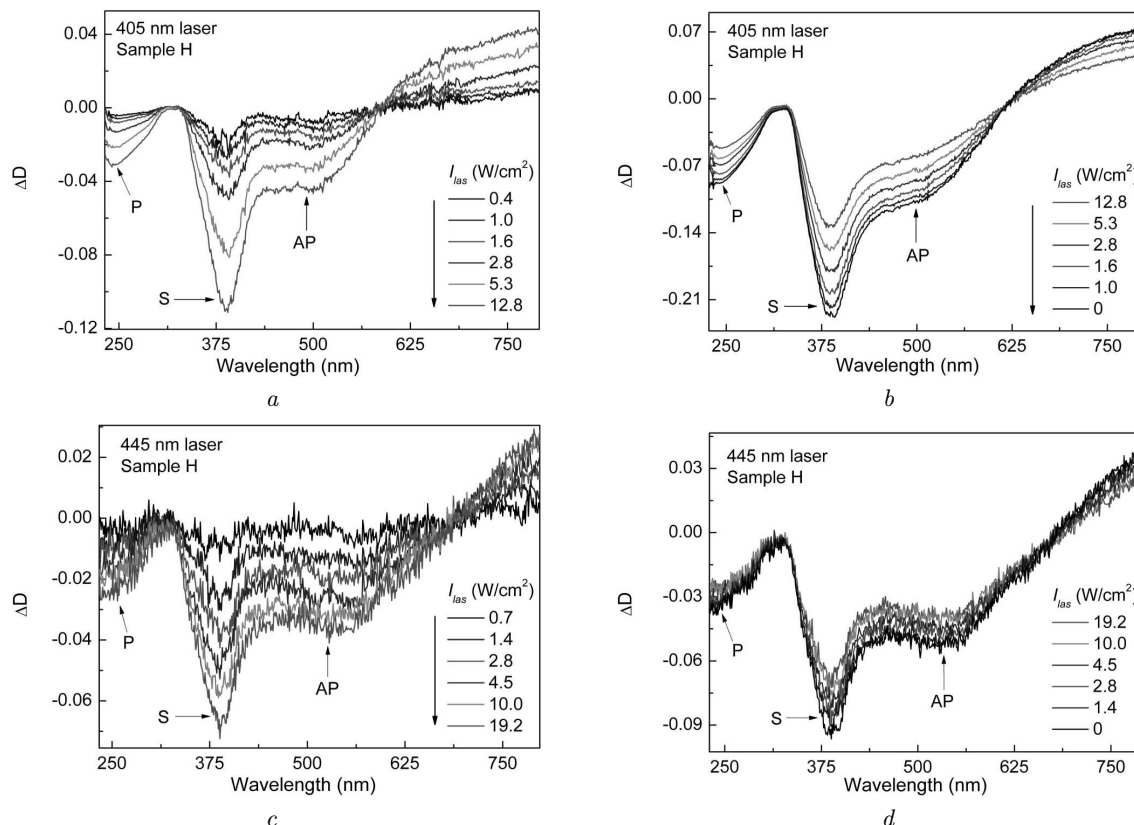 405 nm laser
Sample H
0.04
0.00
-0.04
-0.08
-0.12
ΔD
P
S
AP
I_las (W/cm²)
0.4
1.0
1.6
2.8
5.3
12.8
250 375 500 625 750
Wavelength (nm)
a
405 nm laser
Sample H
0.07
0.00
-0.07
-0.14
-0.21
ΔD
P
S
AP
I_las (W/cm²)
12.8
5.3
2.8
1.6
1.0
0
250 375 500 625 750
Wavelength (nm)
b
445 nm laser
Sample H
0.02
0.00
-0.02
-0.04
-0.06
ΔD
P
S
AP
I_las (W/cm²)
0.7
1.4
2.8
4.5
10.0
19.2
250 375 500 625 750
Wavelength (nm)
c
445 nm laser
Sample H
0.03
0.00
-0.03
-0.06
-0.09
ΔD
P
S
AP
I_las (W/cm²)
19.2
10.0
4.5
2.8
1.4
0
250 375 500 625 750
Wavelength (nm)
d